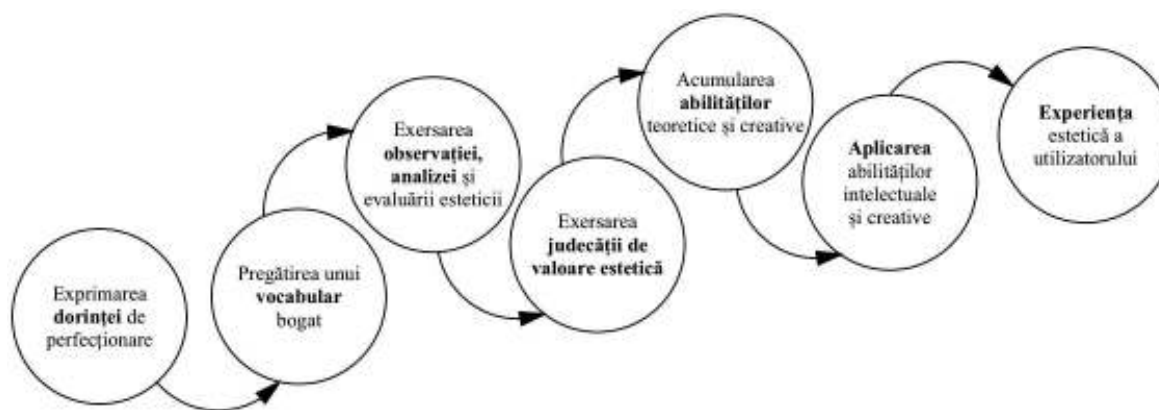 Exprimarea
dorinței de
perfecționare
Pregătirea unui
vocabular
bogat
Exersarea
observației,
analizei și
evaluării esteticii
Exersarea
judecății de
valoare estetică
Acumularea
abilităților
teoretice și creative
Aplicarea
abilităților
intelectuale
și creative
Experiența
estetică a
utilizatorului